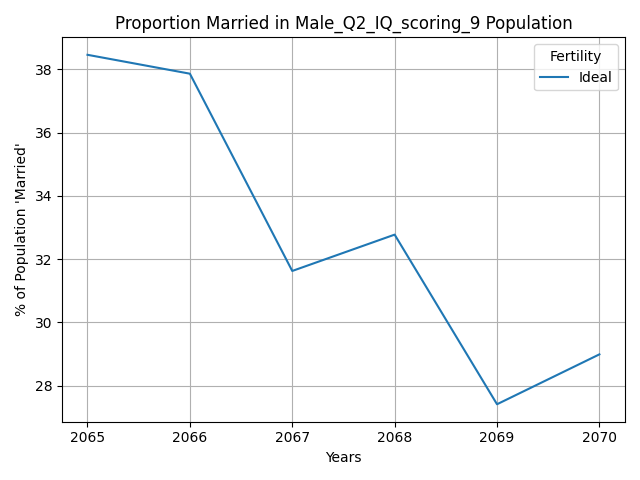 Proportion Married in Male_Q2_IQ_scoring_9 Population
Fertility
Ideal
% of Population 'Married'
38
36
34
32
30
28
2065 2066 2067 2068 2069 2070
Years